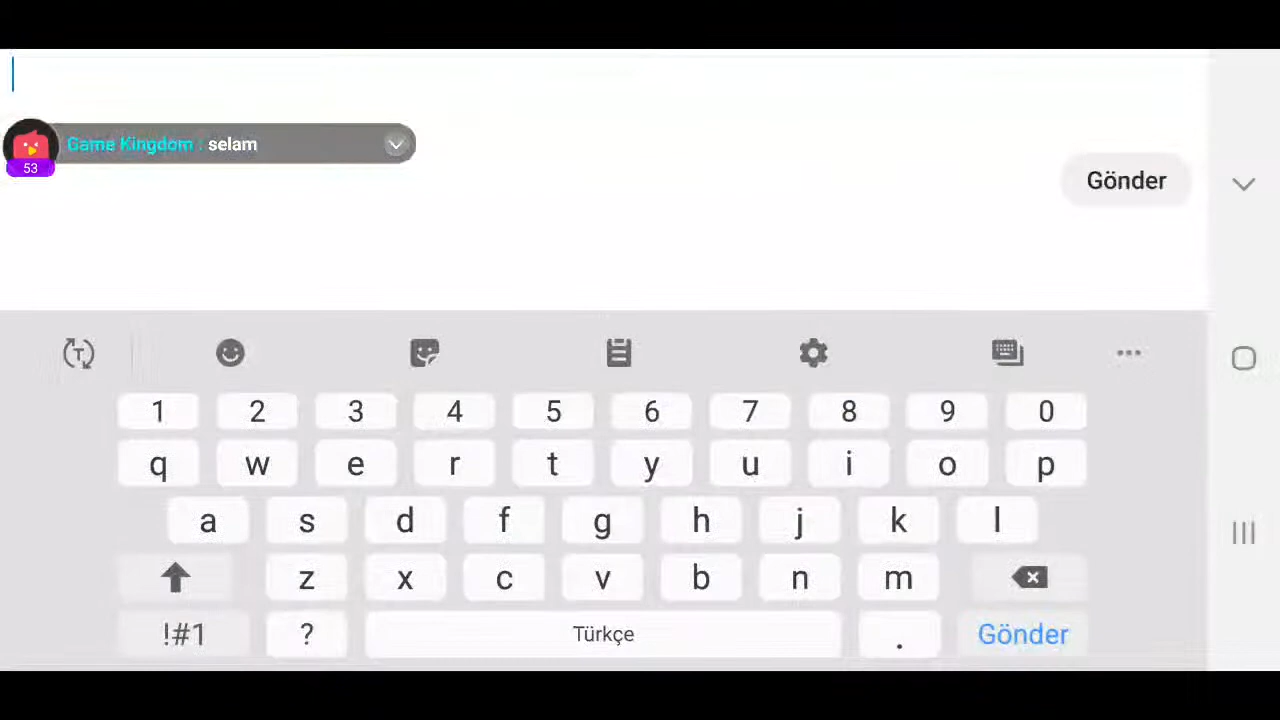 Game Kingdom : selam
53
Gönder
T
1 2 3 4 5 6 7 8 9 0
q w e r t y u i o p
a s d f g h j k l
z x c v b n m
!#1 ? Türkçe . Gönder